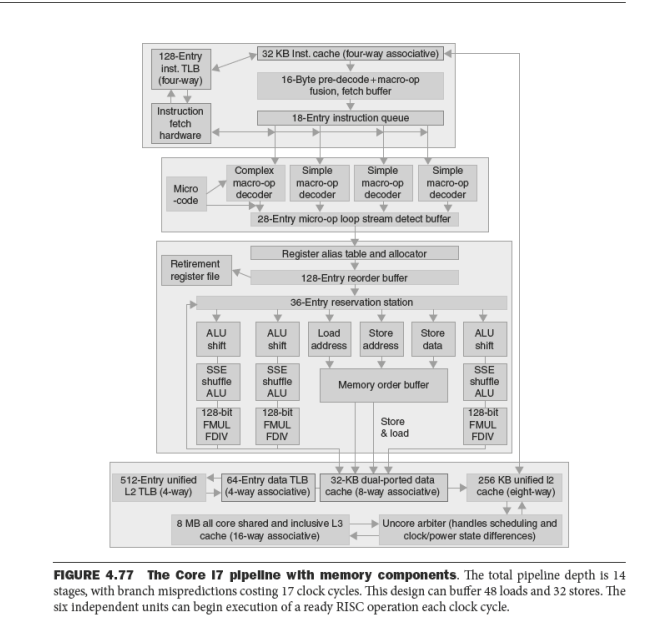 128-Entry
inst. TLB
(four-way)
32 KB Inst. cache (four-way associative)
16-Byte pre-decode+macro-op
fusion, fetch buffer
Instruction
fetch
hardware
18-Entry instruction queue
Micro
-code
Complex
macro-op
decoder
Simple
macro-op
decoder
Simple
macro-op
decoder
Simple
macro-op
decoder
28-Entry micro-op loop stream detect buffer
Register alias table and allocator
Retirement
register file
128-Entry reorder buffer
36-Entry reservation station
ALU
shift
ALU
shift
Load
address
Store
address
Store
data
ALU
shift
SSE
shuffle
ALU
SSE
shuffle
ALU
Memory order buffer
SSE
shuffle
ALU
128-bit
FMUL
FDIV
128-bit
FMUL
FDIV
Store
& load
128-bit
FMUL
FDIV
512-Entry unified
L2 TLB (4-way)
64-Entry data TLB
(4-way associative)
32-KB dual-ported data
cache (8-way associative)
256 KB unified l2
cache (eight-way)
8 MB all core shared and inclusive L3
cache (16-way associative)
Uncore arbiter (handles scheduling and
clock/power state differences)
FIGURE 4.77 The Core i7 pipeline with memory components. The total pipeline depth is 14
stages, with branch mispredictions costing 17 clock cycles. This design can buffer 48 loads and 32 stores. The
six independent units can begin execution of a ready RISC operation each clock cycle.